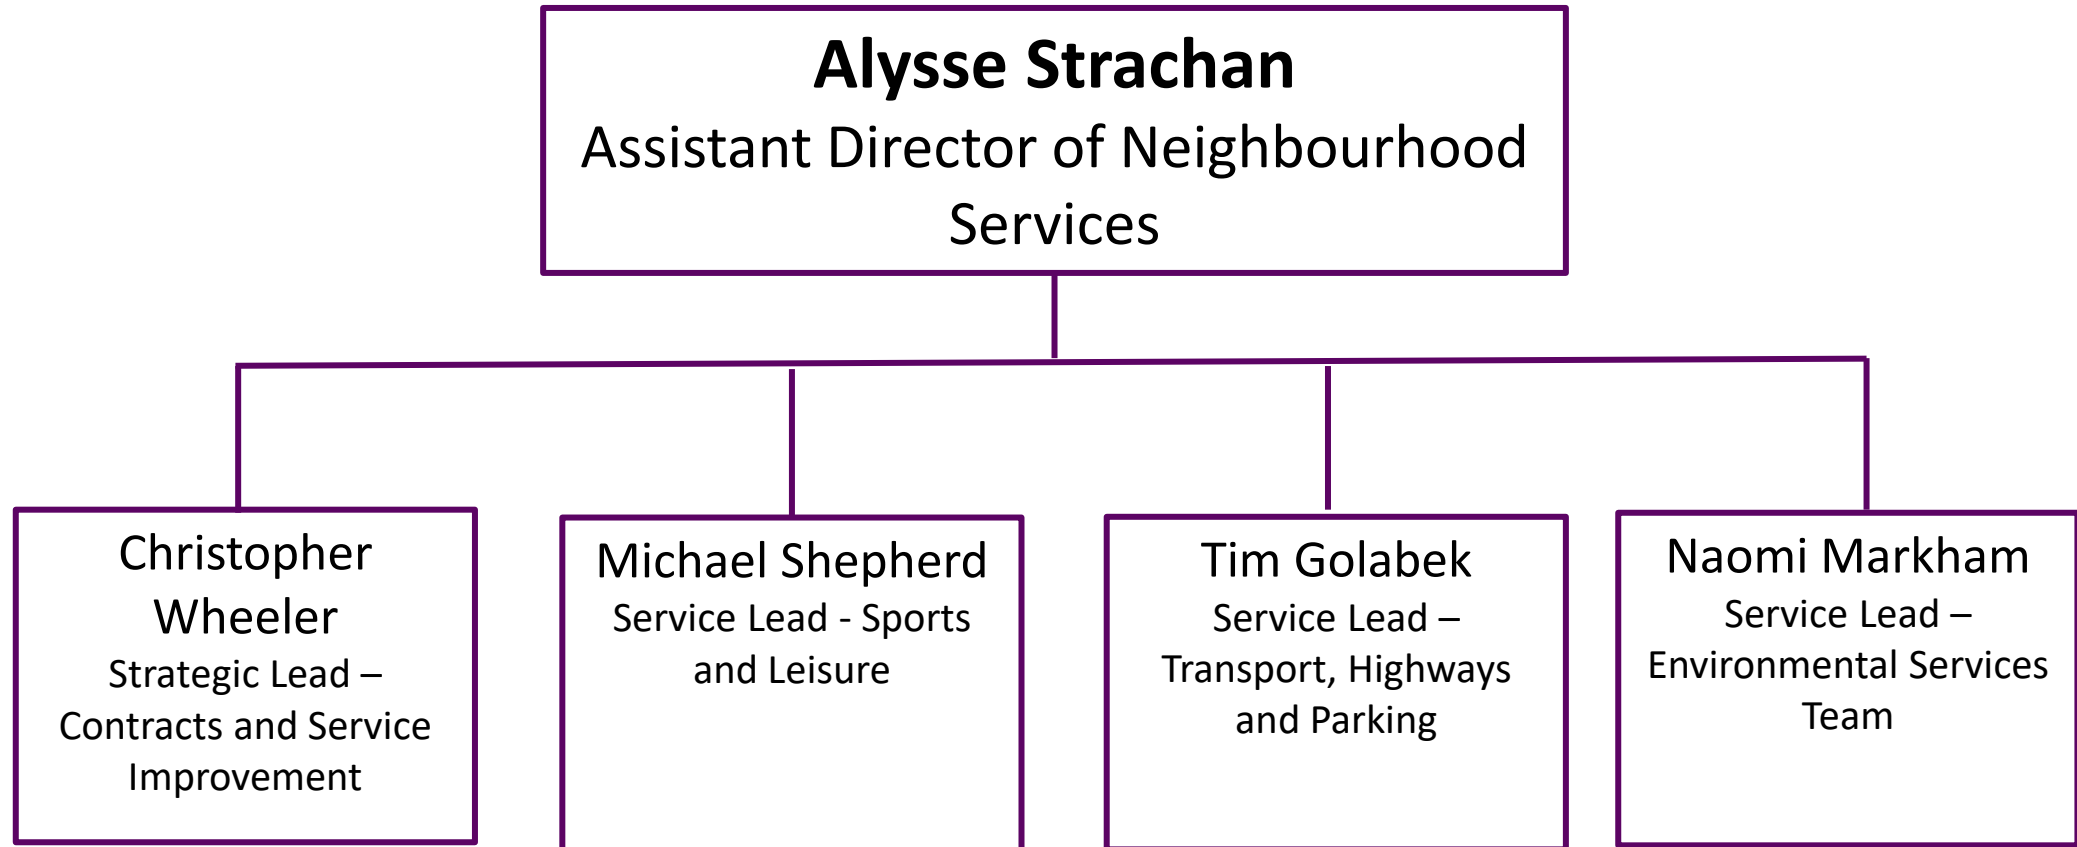 Alysse Strachan
Assistant Director of Neighbourhood
Services
Christopher
Wheeler
Strategic Lead –
Contracts and Service
Improvement
Michael Shepherd
Service Lead - Sports
and Leisure
Tim Golabek
Service Lead –
Transport, Highways
and Parking
Naomi Markham
Service Lead –
Environmental Services
Team